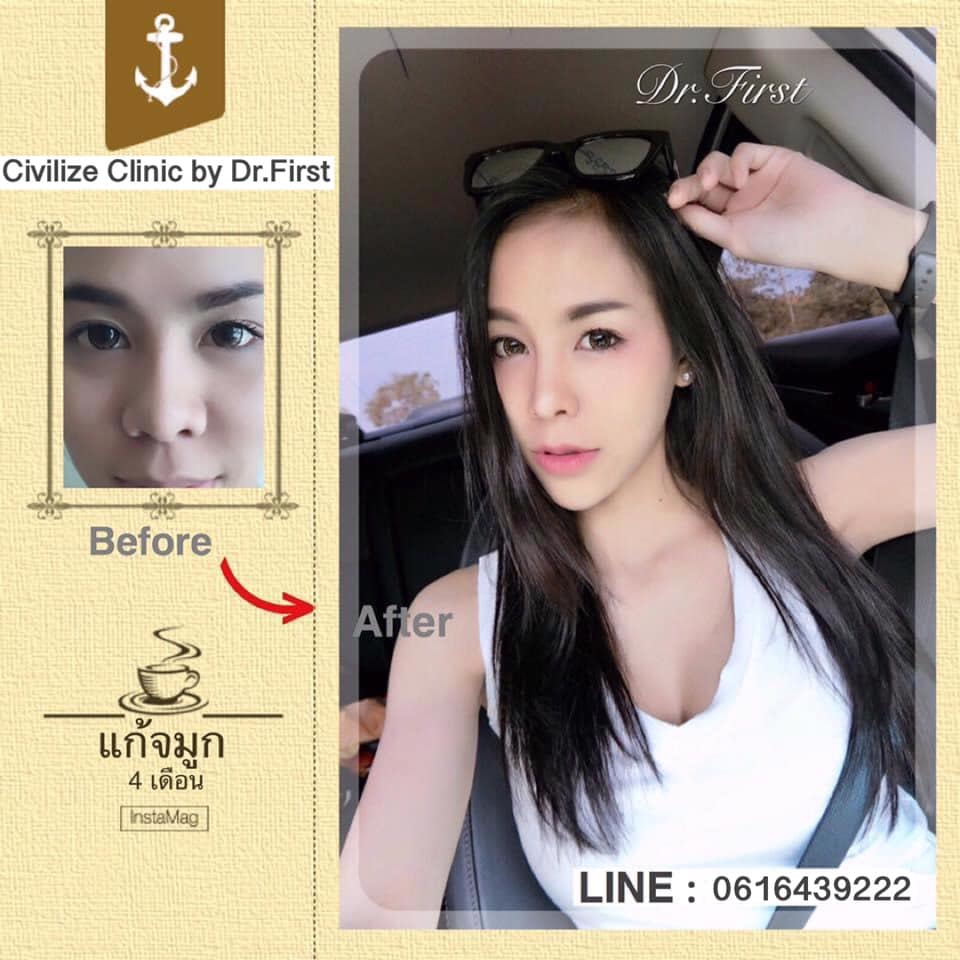 Civilize Clinic by Dr.First
Before
แก้จมูก
4 เดือน
InstaMag
Dr.First
After
LINE : 0616439222